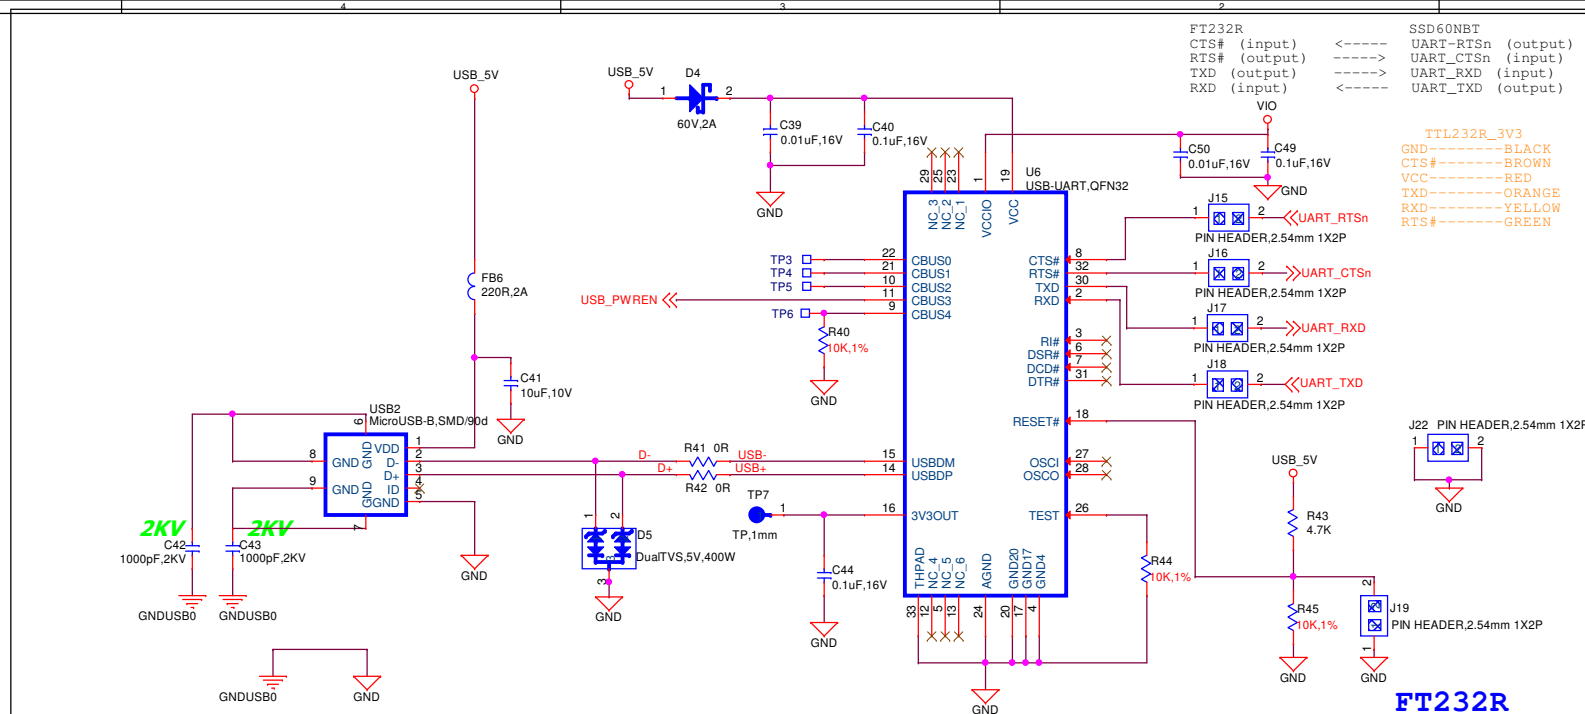 4
3
2
FT232R SSD60NBT
CTS# (input) <----- UART-RTSn (output)
RTS# (output) -----> UART_CTSn (input)
TXD (output) -----> UART_RXD (input)
RXD (input) <----- UART_TXD (output)
TTL232R_3V3
GND--------BLACK
CTS#-------BROWN
VCC--------RED
TXD--------ORANGE
RXD--------YELLOW
RTS#-------GREEN
USB_5V
FB6
220R,2A
C41
10uF,10V
GND
USB_5V
D4
1
2
60V,2A
C39
0.01uF,16V
C40
0.1uF,16V
GND
VIO
C50
0.01uF,16V
C49
0.1uF,16V
GND
U6
USB-UART,QFN32
29
25
23
1
19
NC_3
NC_2
NC_1
VCCIO
VCC
TP3 22 CBUS0
TP4 21 CBUS1
TP5 10 CBUS2
USB_PWREN 11 CBUS3
TP6 9 CBUS4
R40
10K,1%
GND
CTS# 8
RTS# 32
TXD 30
RXD 2
RI# 3
DSR# 6
DCD# 7
DTR# 31
RESET# 18
OSCI 27
OSCO 28
TEST 26
15 USBDM
14 USBDP
16 3V3OUT
THPAD
NC_4
NC_5
NC_6
AGND
GND20
GND17
GND4
33
12
5
13
24
20
17
4
GND
J15
1 2 UART_RTSn
PIN HEADER,2.54mm 1X2P
J16
1 2 UART_CTSn
PIN HEADER,2.54mm 1X2P
J17
1 2 UART_RXD
PIN HEADER,2.54mm 1X2P
J18
1 2 UART_TXD
PIN HEADER,2.54mm 1X2P
J22 PIN HEADER,2.54mm 1X2P
1 2
GND
USB2
MicroUSB-B,SMD/90d
6
GND
VDD 1
8 GND D- 2
D+ 3
9 GND ID 4
GND
GGND 5
7
GND
2KV
2KV
C42
1000pF,2KV
C43
1000pF,2KV
GNDUSB0
GNDUSB0
GNDUSB0
GND
D- R41 0R USB-
D+ R42 0R USB+
1
2
D5
DualTVS,5V,400W
3
GND
TP7
1
TP,1mm
C44
0.1uF,16V
GND
R44
10K,1%
USB_5V
R43
4.7K
R45
10K,1%
GND
2
J19
PIN HEADER,2.54mm 1X2P
1
GND
FT232R